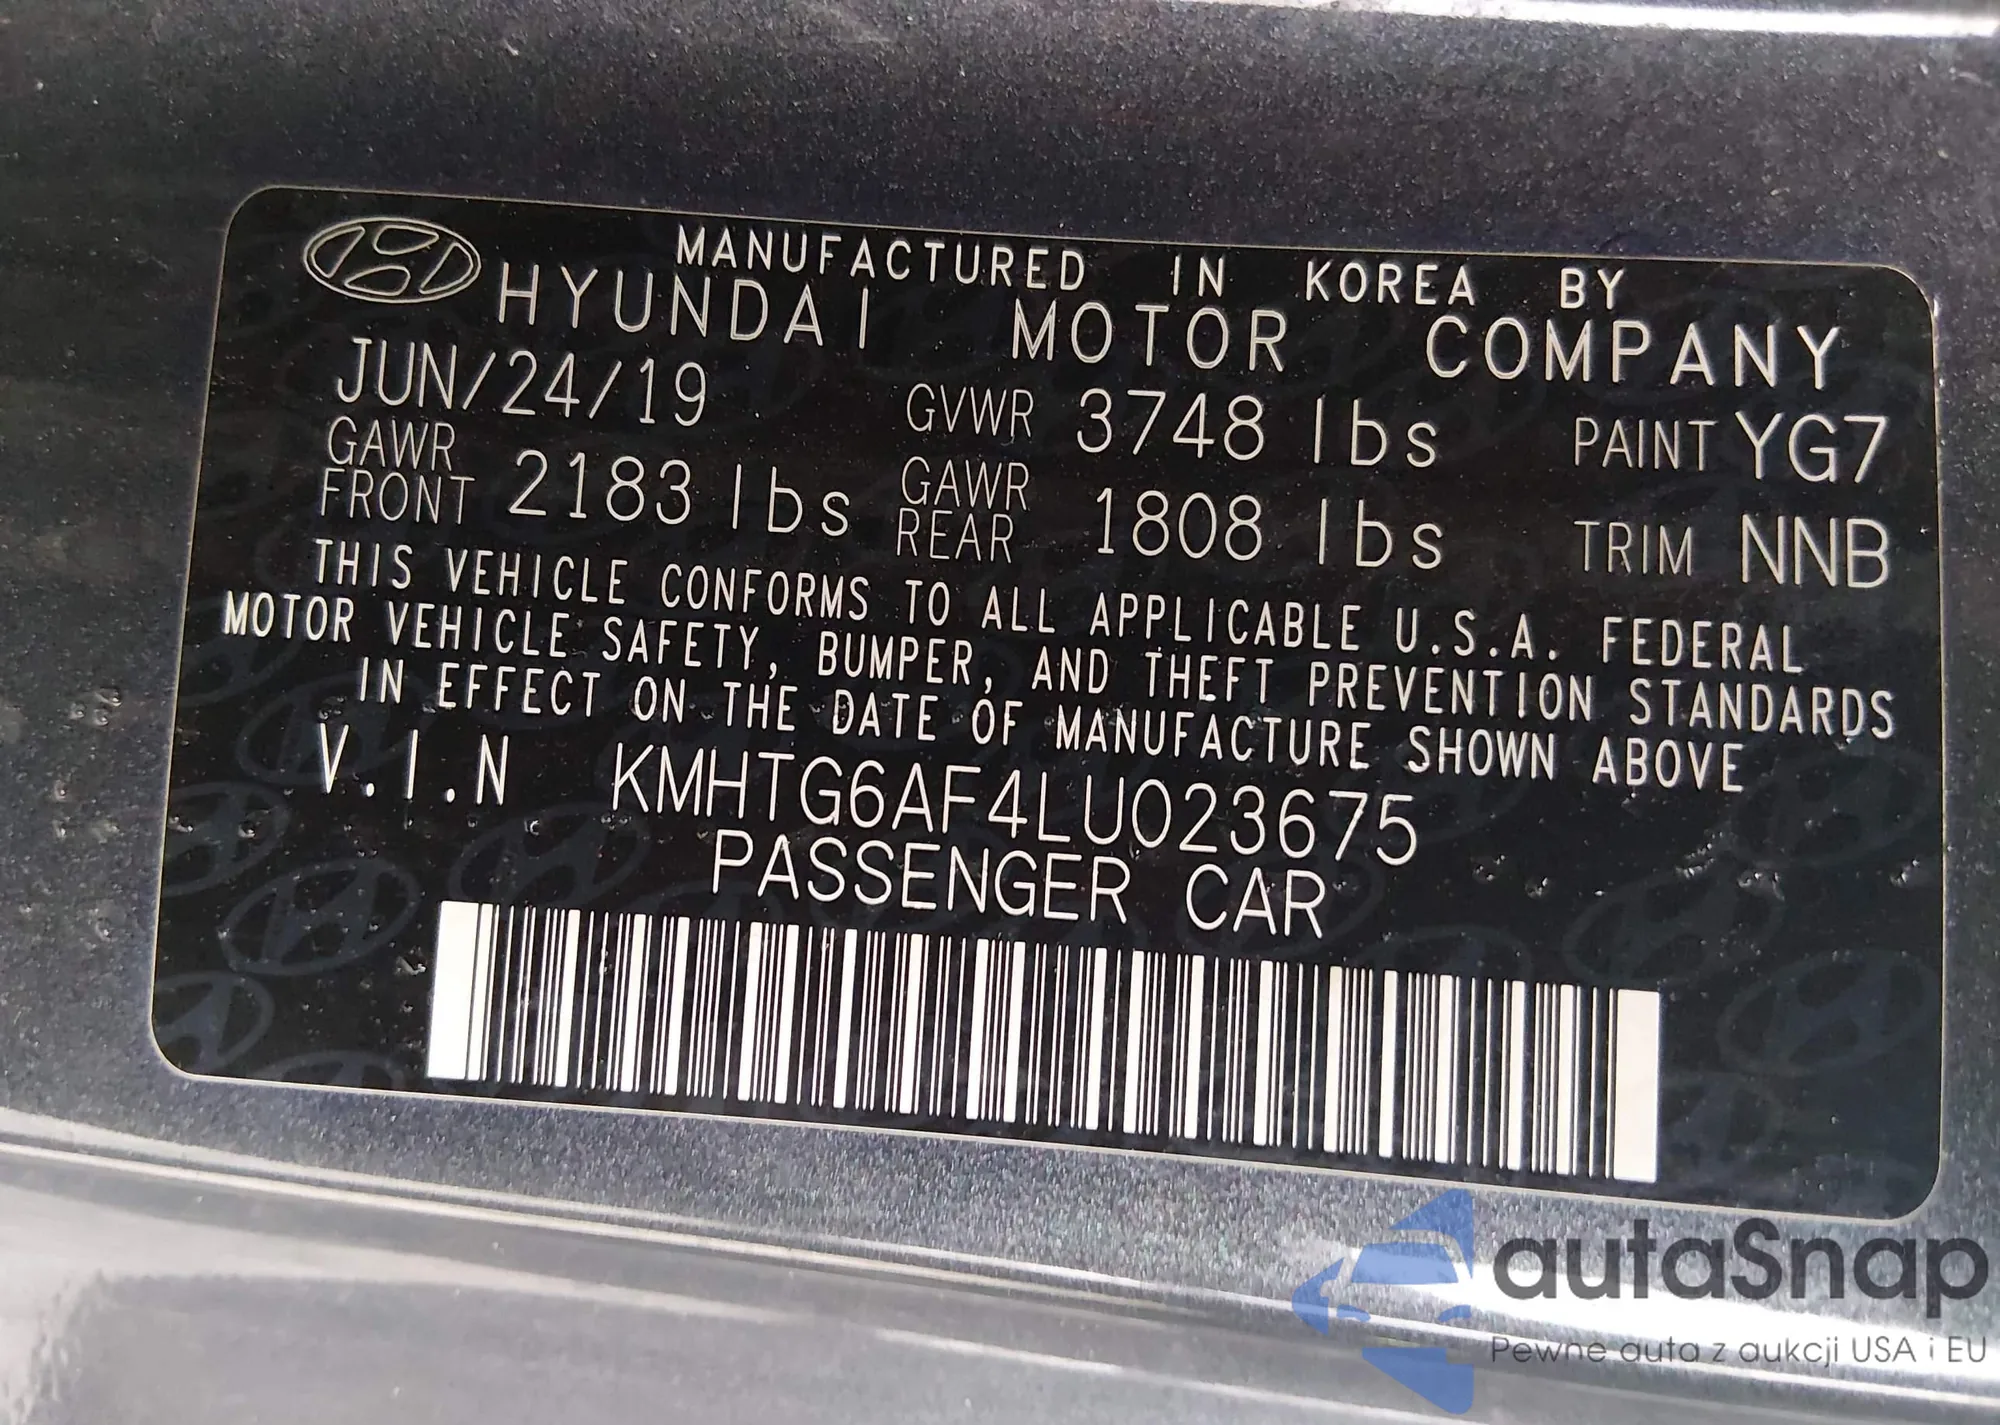 MANUFACTURED IN KOREA BY
HYUNDAI MOTOR COMPANY
JUN/24/19 GVWR 3748 lbs PAINT YG7
GAWR FRONT 2183 lbs GAWR REAR 1808 lbs TRIM NNB
THIS VEHICLE CONFORMS TO ALL APPLICABLE U.S.A. FEDERAL
MOTOR VEHICLE SAFETY, BUMPER, AND THEFT PREVENTION STANDARDS
IN EFFECT ON THE DATE OF MANUFACTURE SHOWN ABOVE
V.I.N KMHTG6AF4LU023675
PASSENGER CAR
autaSnap
Pewne auta z aukcji USA i EU